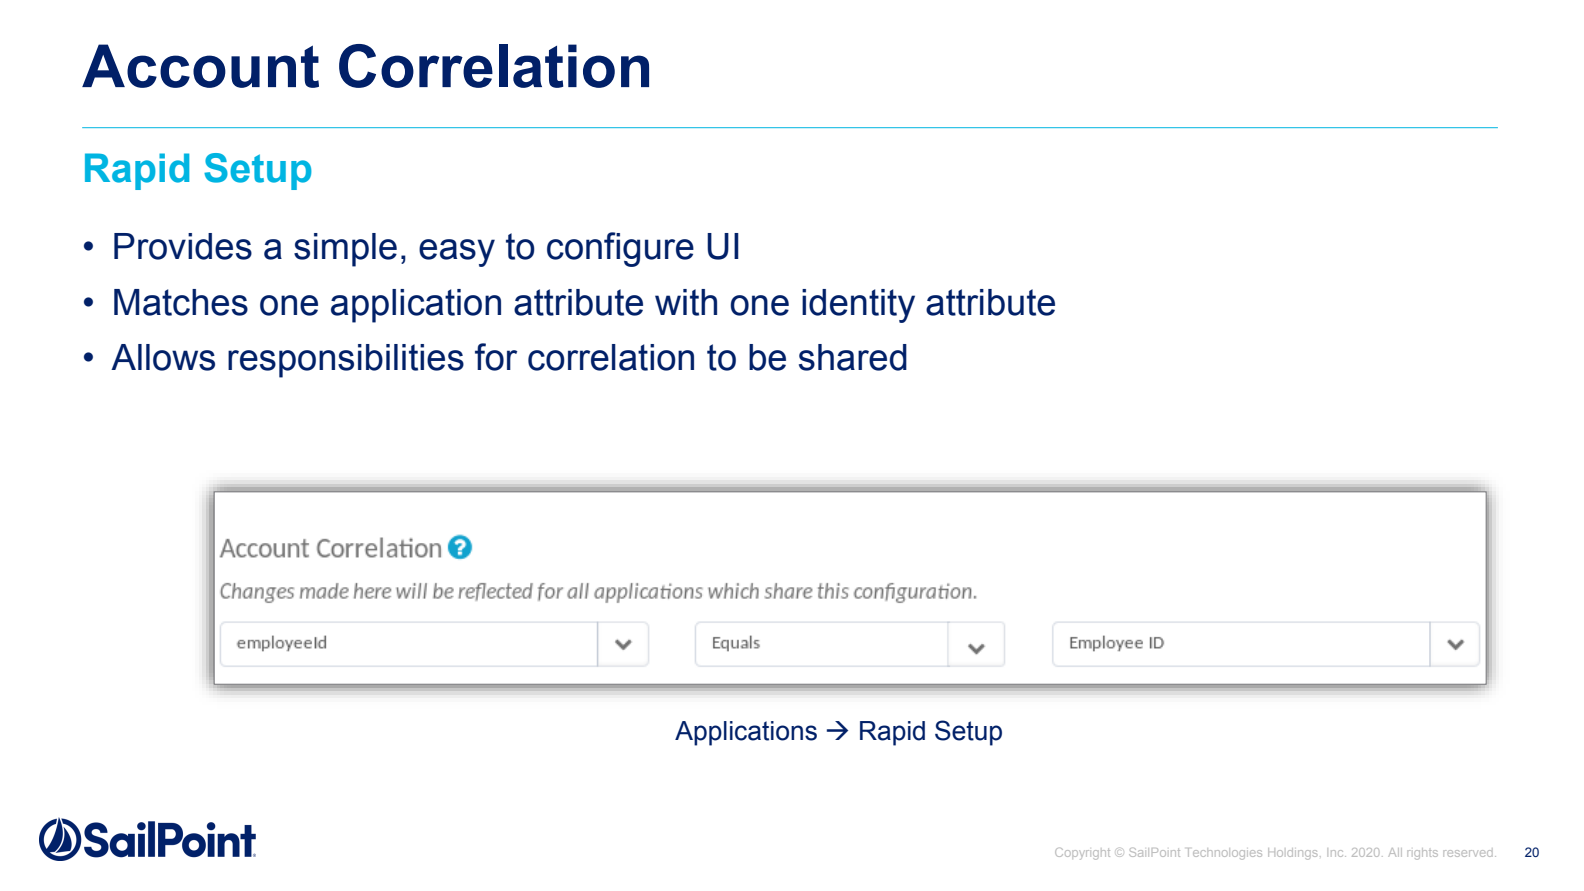 Account Correlation
Rapid Setup
• Provides a simple, easy to configure UI
• Matches one application attribute with one identity attribute
• Allows responsibilities for correlation to be shared
Account Correlation ?
Changes made here will be reflected for all applications which share this configuration.
employeeId Equals Employee ID
Applications → Rapid Setup
SailPoint
Copyright © SailPoint Technologies Holdings, Inc. 2020. All rights reserved. 20